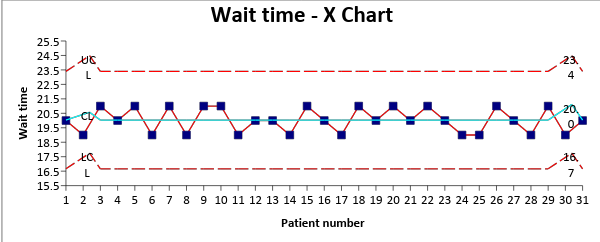 Wait time - X Chart
25.5
24.5
23.5
22.5
21.5
20.5
19.5
18.5
17.5
16.5
15.5
Wait time
UC
L
CL
LC
L
23
4
20
0
16
7
1 2 3 4 5 6 7 8 9 10 11 12 13 14 15 16 17 18 19 20 21 22 23 24 25 26 27 28 29 30 31
Patient number